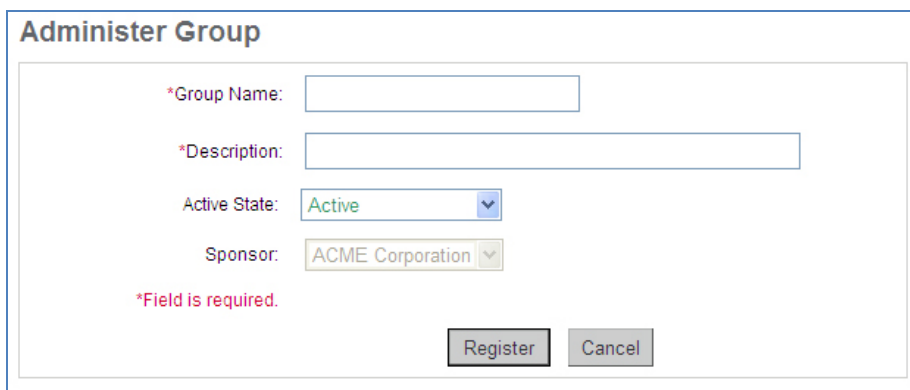 Administer Group
*Group Name:
*Description:
Active State: Active
Sponsor: ACME Corporation
*Field is required.
Register Cancel